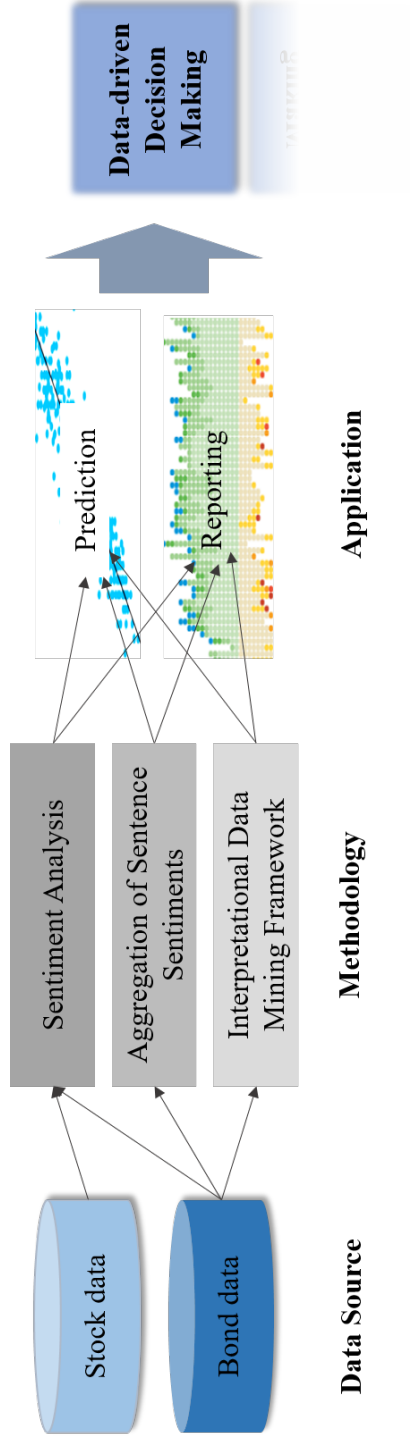 Stock data
Bond data
Data Source
Sentiment Analysis
Aggregation of Sentence
Sentiments
Interpretational Data
Mining Framework
Methodology
Prediction
Reporting
Application
Data-driven
Decision
Making